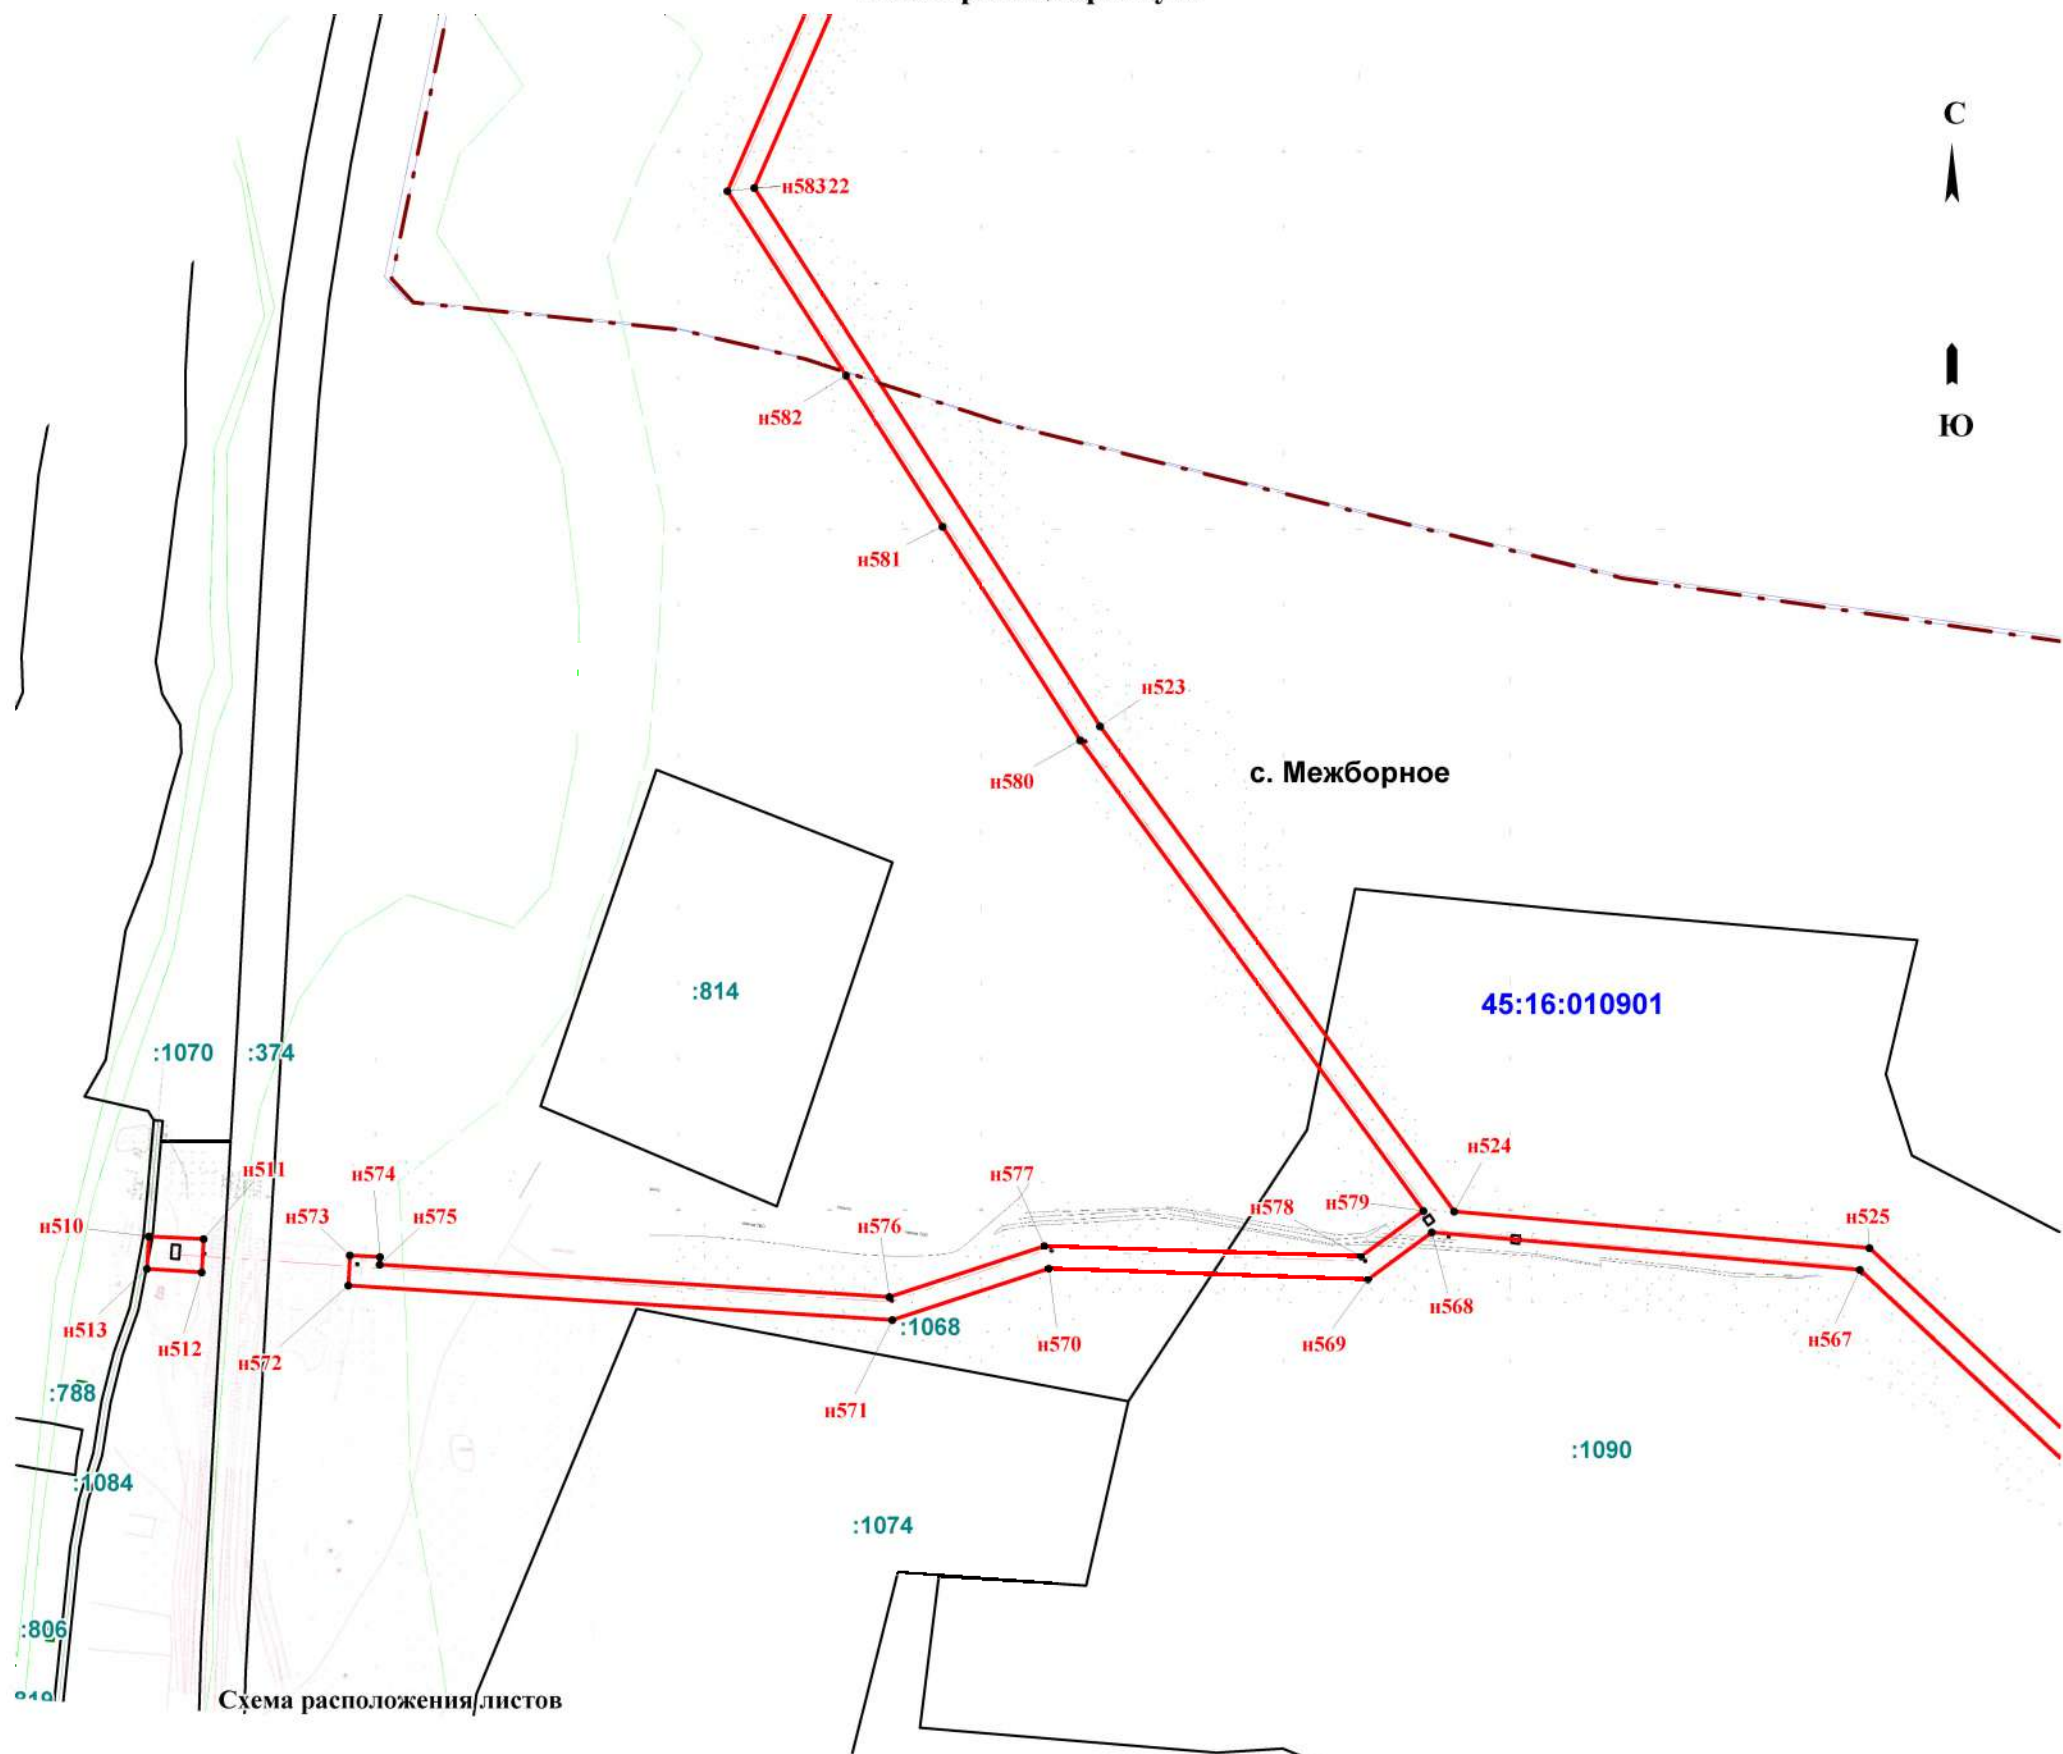 С
н58322
н582
Ю
н581
н523
с. Межборное
н580
:814
45:16:010901
:1070
:374
н524
н511
н574
н577
н579
н578
н510
н573
н575
н576
н525
н568
:1068
н513
н512
н572
н570
н569
н567
:788
н571
:1090
:1084
:1074
:806
Схема расположения листов